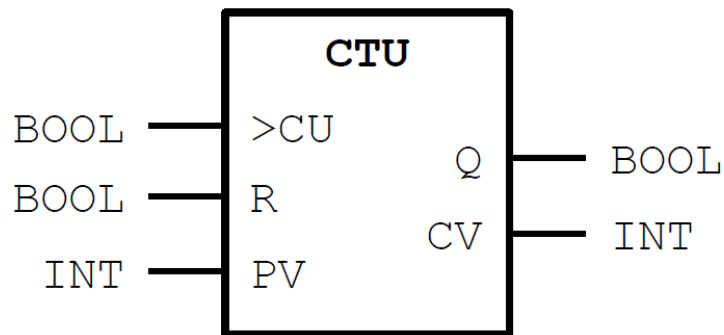 CTU
BOOL >CU
Q BOOL
BOOL R
CV INT
INT PV